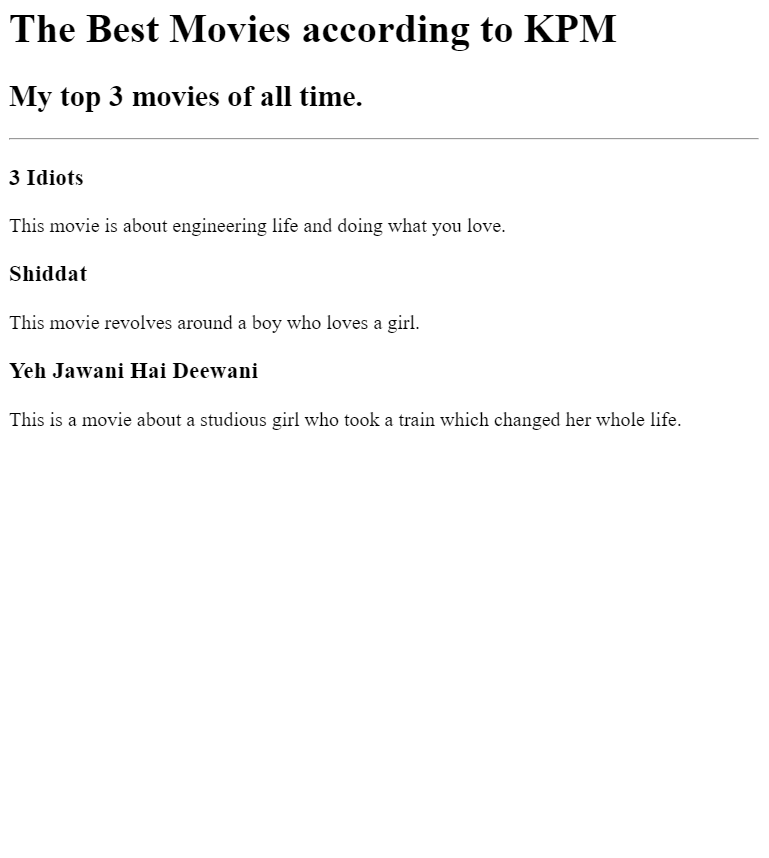 The Best Movies according to KPM
My top 3 movies of all time.
3 Idiots
This movie is about engineering life and doing what you love.
Shiddat
This movie revolves around a boy who loves a girl.
Yeh Jawani Hai Deewani
This is a movie about a studious girl who took a train which changed her whole life.